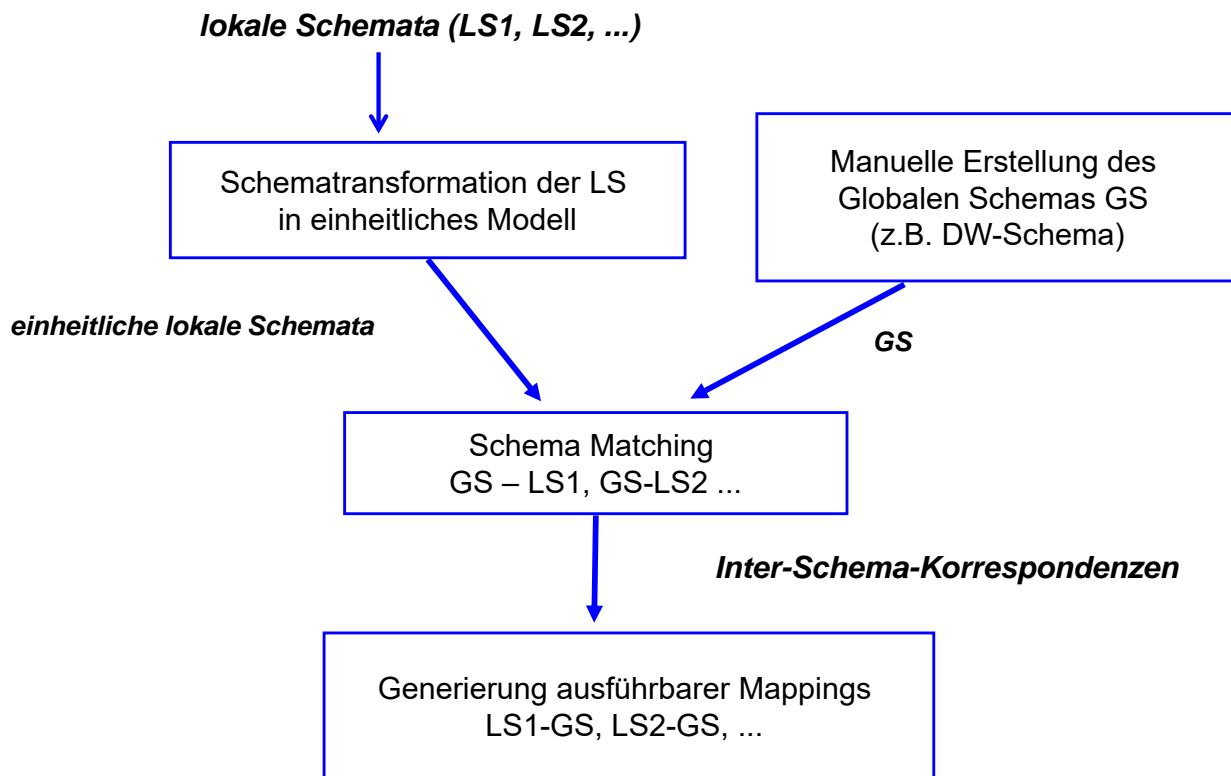 lokale Schemata (LS1, LS2, ...)
Schematransformation der LS
in einheitliches Modell
Manuelle Erstellung des
Globalen Schemas GS
(z.B. DW-Schema)
einheitliche lokale Schemata
GS
Schema Matching
GS – LS1, GS-LS2 ...
Inter-Schema-Korrespondenzen
Generierung ausführbarer Mappings
LS1-GS, LS2-GS, ...